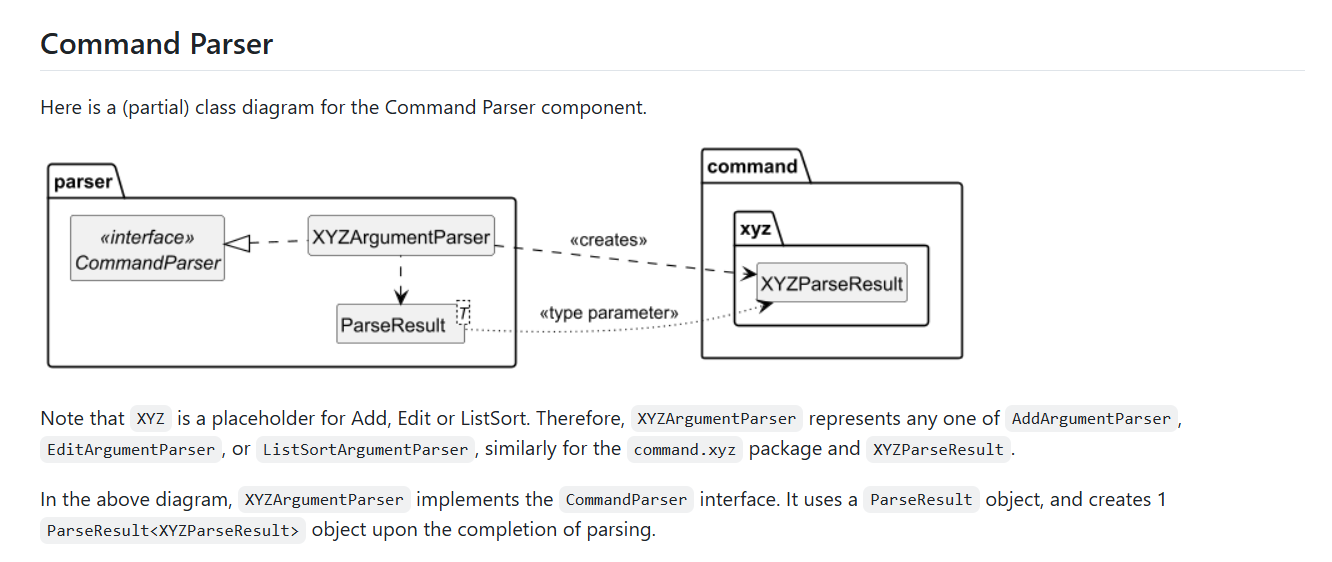 Command Parser
Here is a (partial) class diagram for the Command Parser component.
parser
«interface»
CommandParser
XYZArgumentParser
ParseResult
T
«creates»
«type parameter»
command
xyz
XYZParseResult
Note that XYZ is a placeholder for Add, Edit or ListSort. Therefore, XYZArgumentParser represents any one of AddArgumentParser,
EditArgumentParser, or ListSortArgumentParser, similarly for the command.xyz package and XYZParseResult.
In the above diagram, XYZArgumentParser implements the CommandParser interface. It uses a ParseResult object, and creates 1
ParseResult<XYZParseResult> object upon the completion of parsing.